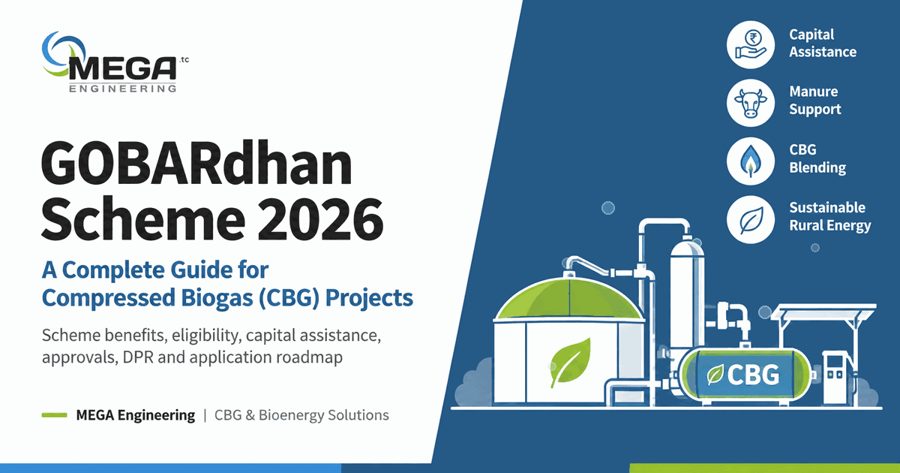 MEGA .tc
ENGINEERING
GOBARdhan
Scheme 2026
A Complete Guide for
Compressed Biogas (CBG) Projects
Scheme benefits, eligibility, capital assistance,
approvals, DPR and application roadmap
MEGA Engineering | CBG & Bioenergy Solutions
₹
Capital
Assistance
Manure
Support
CBG
Blending
Sustainable
Rural Energy
CBG